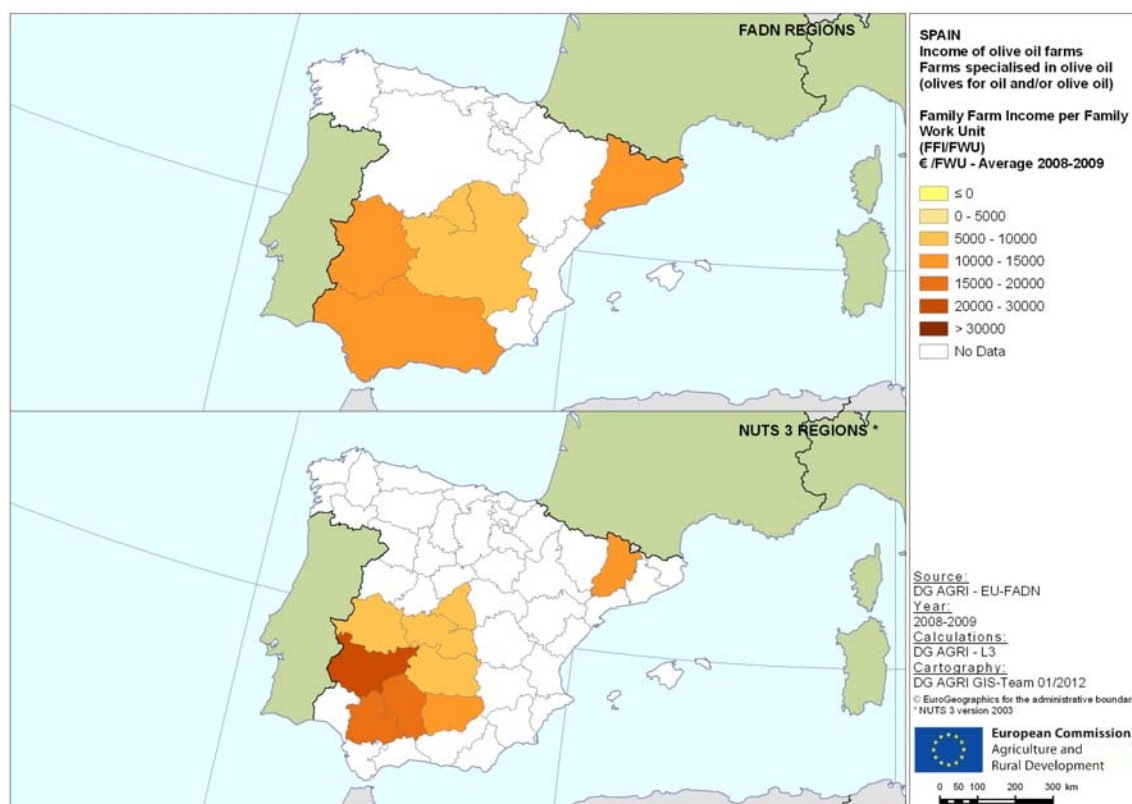 FADN REGIONS
NUTS 3 REGIONS *
SPAIN
Income of olive oil farms
Farms specialised in olive oil
(olives for oil and/or olive oil)
Family Farm Income per Family
Work Unit
(FFI/FWU)
€ /FWU - Average 2008-2009
≤ 0
0 - 5000
5000 - 10000
10000 - 15000
15000 - 20000
20000 - 30000
> 30000
No Data
Source:
DG AGRI - EU-FADN
Year:
2008-2009
Calculations:
DG AGRI - L3
Cartography:
DG AGRI GIS-Team 01/2012
© EuroGeographics for the administrative boundar
* NUTS 3 version 2003
European Commission
Agriculture and
Rural Development
0 100 200 300 km